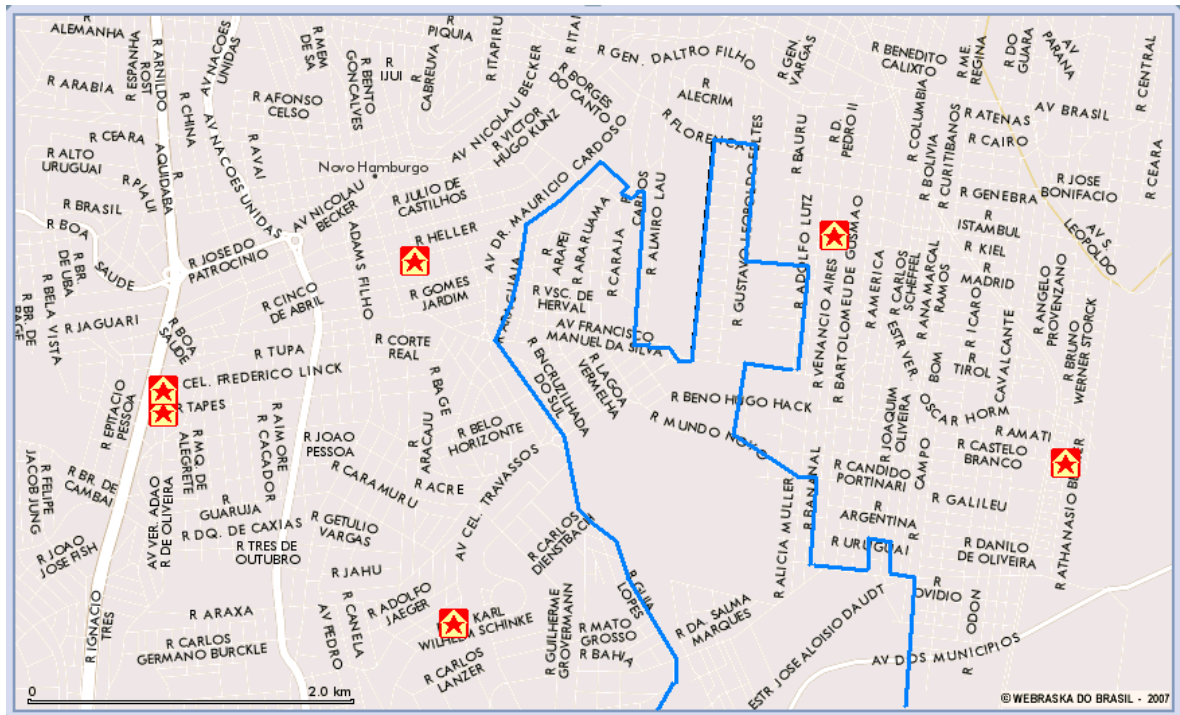 R
ALEMANHA
R ESPANHA
ROST
R ARNILDO
AV NACOES
UNIDAS
R MEM
DE SA
R BENTO
GONCALVES
R
IJUI
R
PIQUIA
CABREUVA
R ITAPIRU
R GEN. DALTRO FILHO
R GEN.
VARGAS
R BENEDITO
CALIXTO
R ME.
REGINA
R DO
GUARA
AV
PARANA
R CENTRAL
R ARABIA
R CHINA
R AFONSO
CELSO
AV NICOLAU BECKER
R BORGES
DO CANTO
R
ALECRIM
R D.
PEDRO II
R COLUMBIA
AV BRASIL
R ATENAS
R CEARA
AV NACOES UNIDAS
R AVAI
R VICTOR
HUGO KUNZ
R FLORENCA
R BAURU
R BOLIVIA
R CURITIBANOS
R CAIRO
R CEARA
R ALTO
URUGUAI
R PIAUI
AQUIDABA
R
Novo Hamburgo
AV NICOLAU
BECKER
R JULIO DE
CASTILHOS
AV DR. MAURICIO CARDOSO
R ALMIRO LAU
R GUSTAVO LEOPOLDO FELTES
R ADOLFO LUTZ
R GENEBRA
R JOSE
BONIFACIO
R BRASIL
R BOA
SAUDE
R JOSE DO
PATROCINIO
ADAMS FILHO
R HELLER
R
ARAPEI
R ARARUAMA
R CARAJA
R
ISTAMBUL
R KIEL
AV S.
LEOPOLDO
R BR.
DE UBA
R BELA VISTA
R BR. DE
BAGE
R JAGUARI
R BOA
SAUDE
R CINCO
DE ABRIL
R GOMES
JARDIM
R ARAGUAIA
R VSC. DE
HERVAL
R VENANCIO AIRES
R BARTOLOMEU DE GUSMAO
R AMERICA
R CARLOS
SCHEFFEL
R ANA MARCAL
RAMOS
R
MADRID
R ICARO
R ANGELO
PROVENZANO
R BRUNO
WERNER STORCK
R TUPA
R CORTE
REAL
AV FRANCISCO
MANUEL DA SILVA
ESTR VER.
BOM
R
TIROL
CAVALCANTE
R CEL. FREDERICO LINCK
R TAPES
R EPITACIO
PESSOA
R BAGE
R ENCRUZILHADA
DO SUL
R LAGOA
VERMELHA
R BENO HUGO HACK
OSCAR HORM
R AMATI
R MQ. DE
ALEGRETE
R AIMORE
R CACADOR
R JOAO
PESSOA
R
ARACAJU
R BELO
HORIZONTE
R MUNDO NOVO
R JOAQUIM
OLIVEIRA
CAMPO
R CASTELO
BRANCO
R FELIPE
JACOB JUNG
R BR. DE
CAMBAI
R CARAMURU
R ACRE
AV CEL. TRAVASSOS
R CANDIDO
PORTINARI
R GALILEU
AV VER. ADAO
R DE OLIVEIRA
R
GUARUJA
R DQ. DE CAXIAS
R GETULIO
VARGAS
R CARLOS
DIENSTBACH
R ALICIA MULLER
R BANANAL
R
ARGENTINA
R URUGUAI
R
R DANILO
DE OLIVEIRA
R JOAO
JOSE FISH
R TRES DE
OUTUBRO
R JAHU
R GUIA
LOPES
R
OVIDIO
R IGNACIO
TRES
R ARAXA
R CARLOS
GERMANO BURCKLE
AV PEDRO
R CANELA
R ADOLFO
JAEGER
KARL
WILHELM SCHINKE
R GUILHERME
GROVERMANN
R MATO
GROSSO
R BAHIA
R DA. SALMA
MARQUES
ESTR JOSE ALOISIO DAUDT
ODON
R
AV DOS MUNICIPIOS
R CARLOS
LANZER
0 2.0 km
© WEBRASKA DO BRASIL - 2007